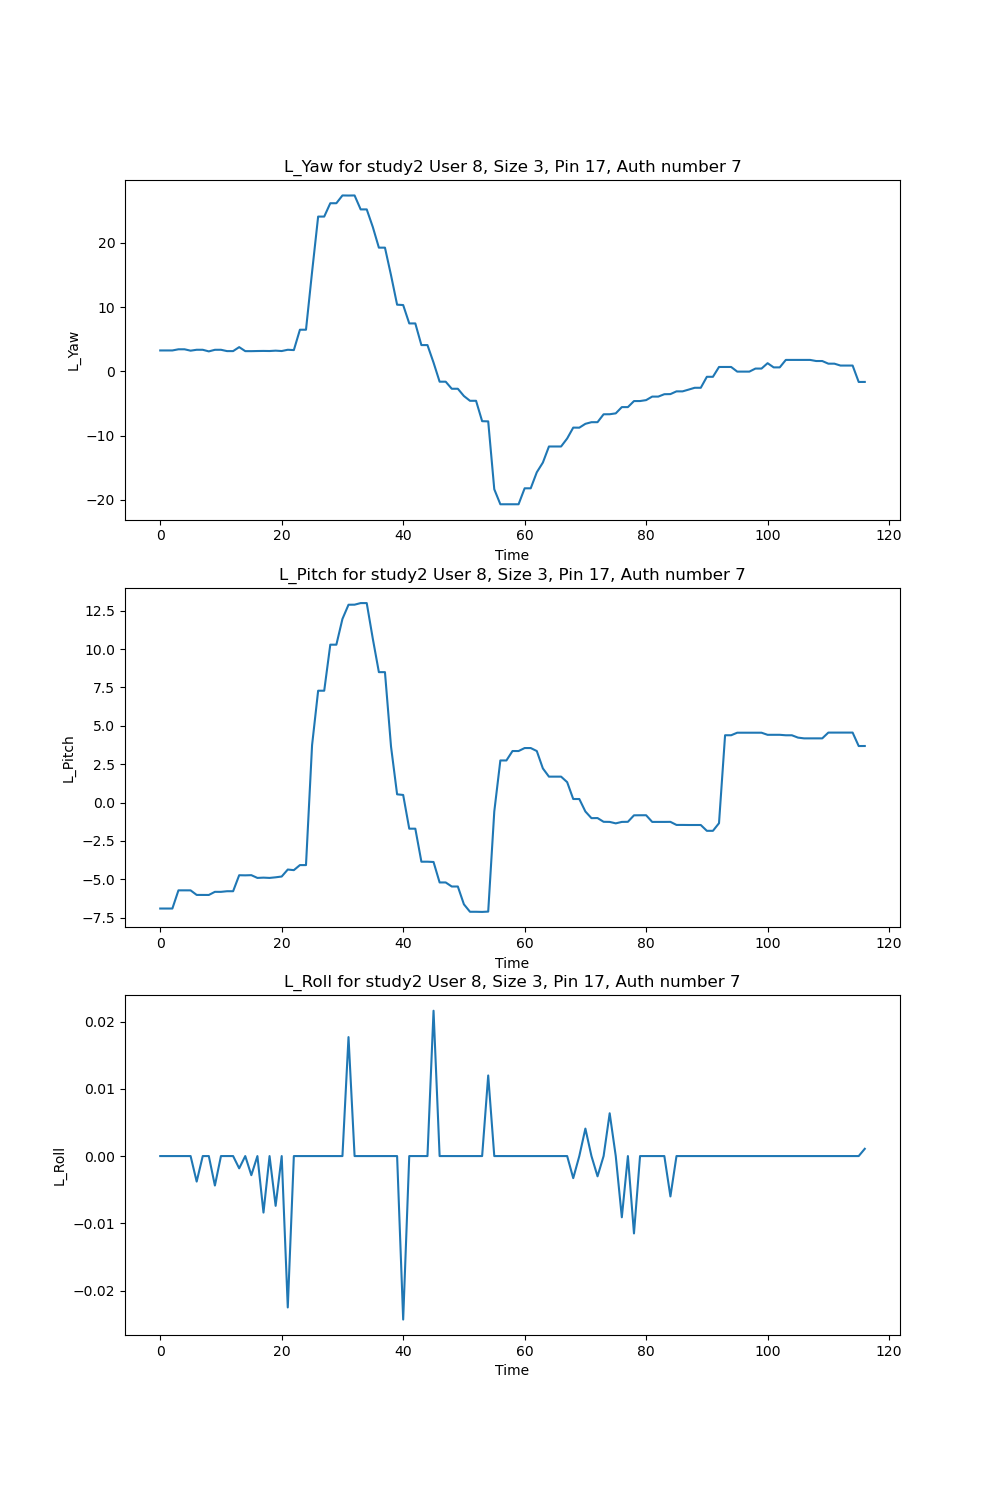 L_Yaw for study2 User 8, Size 3, Pin 17, Auth number 7
20
10
0
−10
−20
L_Yaw
0 20 40 60 80 100 120
Time
L_Pitch for study2 User 8, Size 3, Pin 17, Auth number 7
12.5
10.0
7.5
5.0
2.5
0.0
−2.5
−5.0
−7.5
L_Pitch
0 20 40 60 80 100 120
Time
L_Roll for study2 User 8, Size 3, Pin 17, Auth number 7
0.02
0.01
0.00
−0.01
−0.02
L_Roll
0 20 40 60 80 100 120
Time